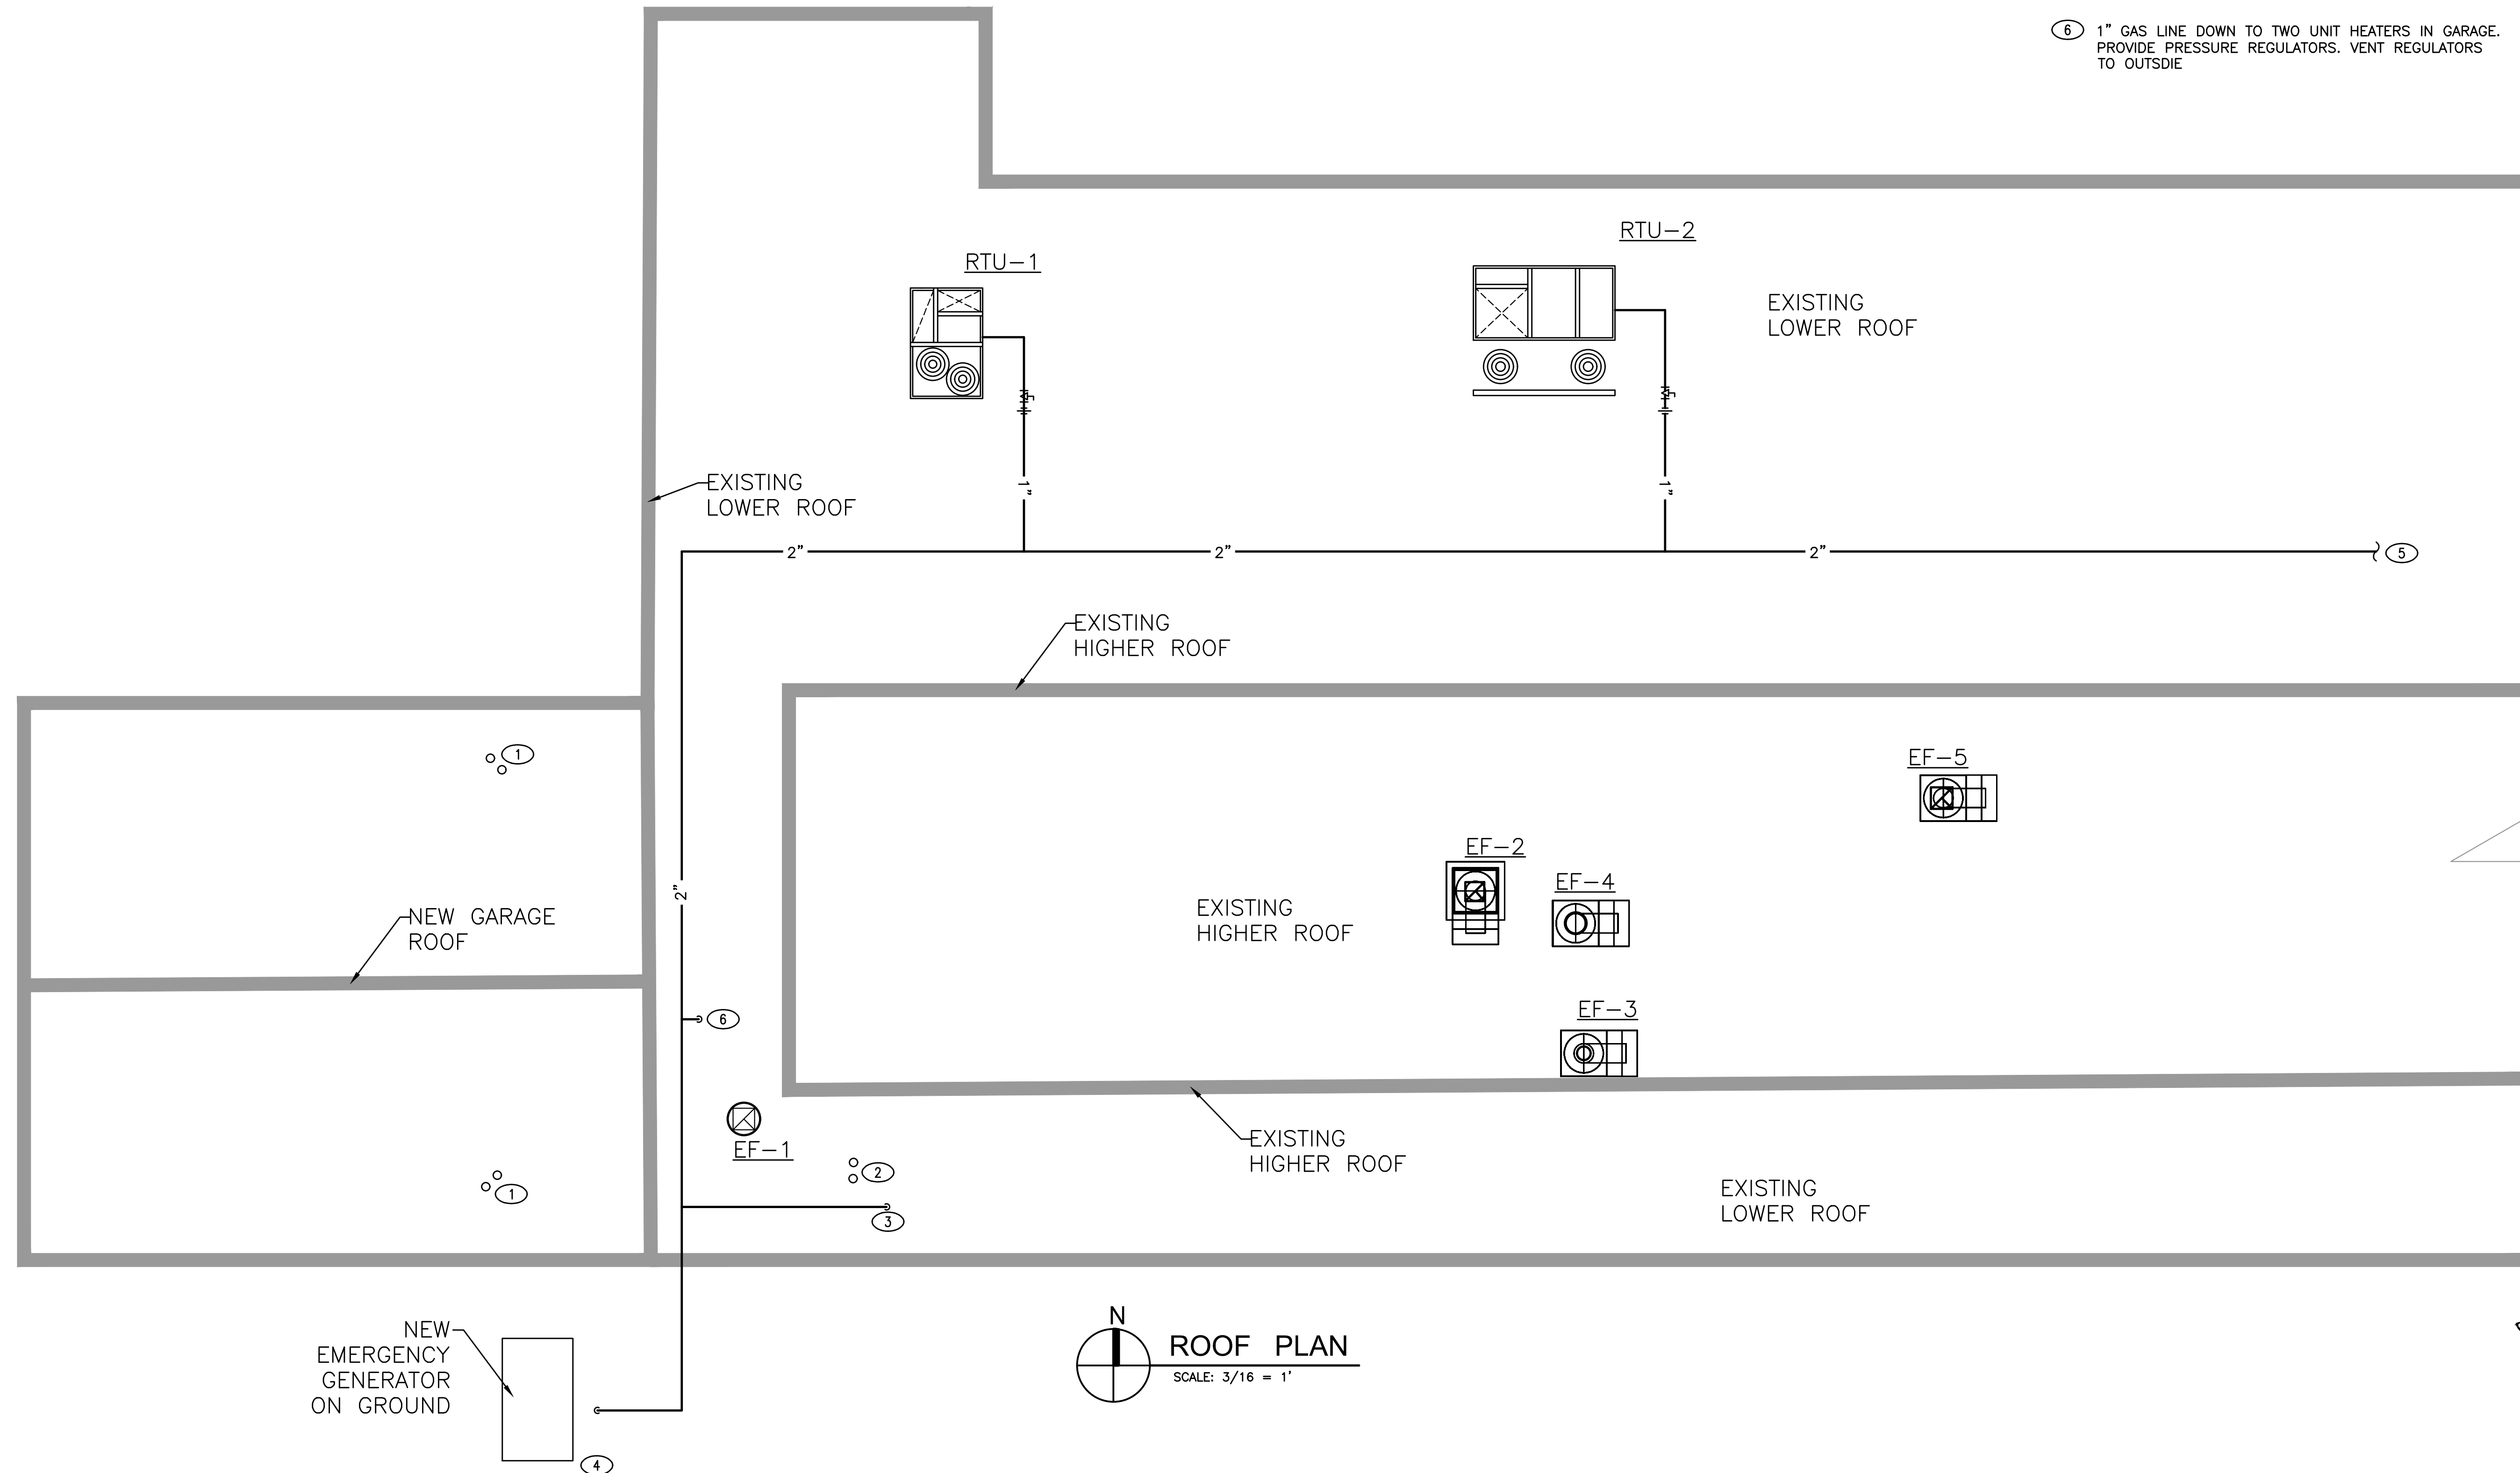 6 1" GAS LINE DOWN TO TWO UNIT HEATERS IN GARAGE.
PROVIDE PRESSURE REGULATORS. VENT REGULATORS
TO OUTSDIE
RTU-1
RTU-2
EXISTING
LOWER ROOF
EXISTING
LOWER ROOF
1"
1"
2"
2"
2"
5
EXISTING
HIGHER ROOF
1
EF-5
EF-2
EF-4
2"
NEW GARAGE
ROOF
EXISTING
HIGHER ROOF
6
EF-3
EF-1
EXISTING
HIGHER ROOF
2
1
3
EXISTING
LOWER ROOF
NEW
EMERGENCY
GENERATOR
ON GROUND
4
N
ROOF PLAN
SCALE: 3/16 = 1'